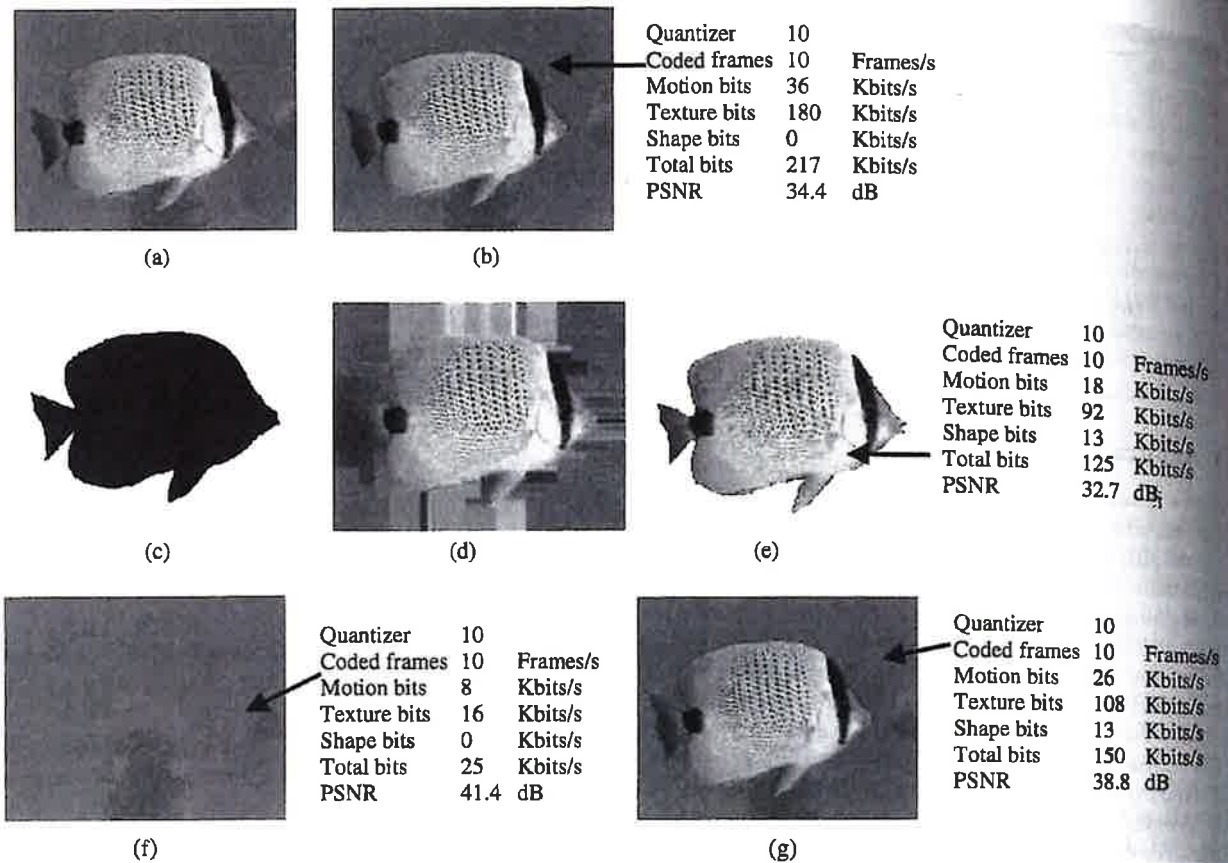 Quantizer 10
Coded frames 10 Frames/s
Motion bits 36 Kbits/s
Texture bits 180 Kbits/s
Shape bits 0 Kbits/s
Total bits 217 Kbits/s
PSNR 34.4 dB
(a)
(b)
Quantizer 10
Coded frames 10 Frames/s
Motion bits 18 Kbits/s
Texture bits 92 Kbits/s
Shape bits 13 Kbits/s
Total bits 125 Kbits/s
PSNR 32.7 dB
(c)
(d)
(e)
Quantizer 10
Coded frames 10 Frames/s
Motion bits 8 Kbits/s
Texture bits 16 Kbits/s
Shape bits 0 Kbits/s
Total bits 25 Kbits/s
PSNR 41.4 dB
Quantizer 10
Coded frames 10 Frames/s
Motion bits 26 Kbits/s
Texture bits 108 Kbits/s
Shape bits 13 Kbits/s
Total bits 150 Kbits/s
PSNR 38.8 dB
(f)
(g)